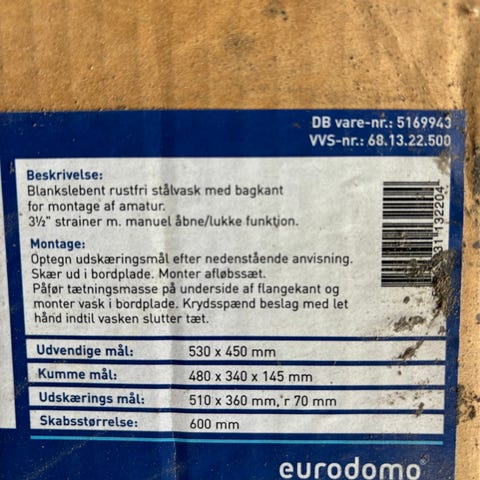 DB vare-nr.: 5169943
VVS-nr.: 68.13.22.500
Beskrivelse:
Blankslebent rustfri stålvask med bagkant
for montage af amatur.
3½" strainer m. manuel åbne/lukke funktion.
Montage:
Optegn udskæringsmål efter nedenstående anvisning.
Skær ud i bordplade. Monter afløbssæt.
Påfør tætningsmasse på underside af flangekant og
monter vask i bordplade. Krydsspænd beslag med let
hånd indtil vasken slutter tæt.
Udvendige mål: 530 x 450 mm
Kumme mål: 480 x 340 x 145 mm
Udskærings mål: 510 x 360 mm, r 70 mm
Skabsstørrelse: 600 mm
eurodomo